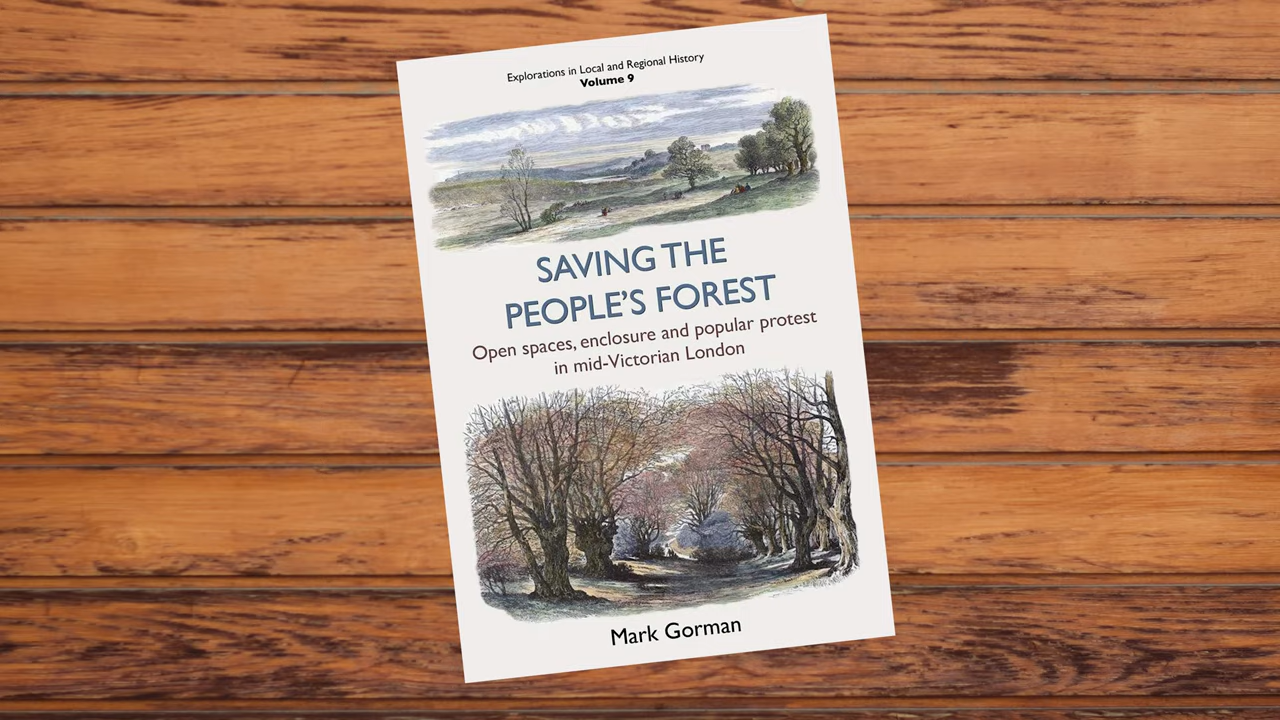 Explorations in Local and Regional History
Volume 9
SAVING THE
PEOPLE'S FOREST
Open spaces, enclosure and popular protest
in mid-Victorian London
Mark Gorman